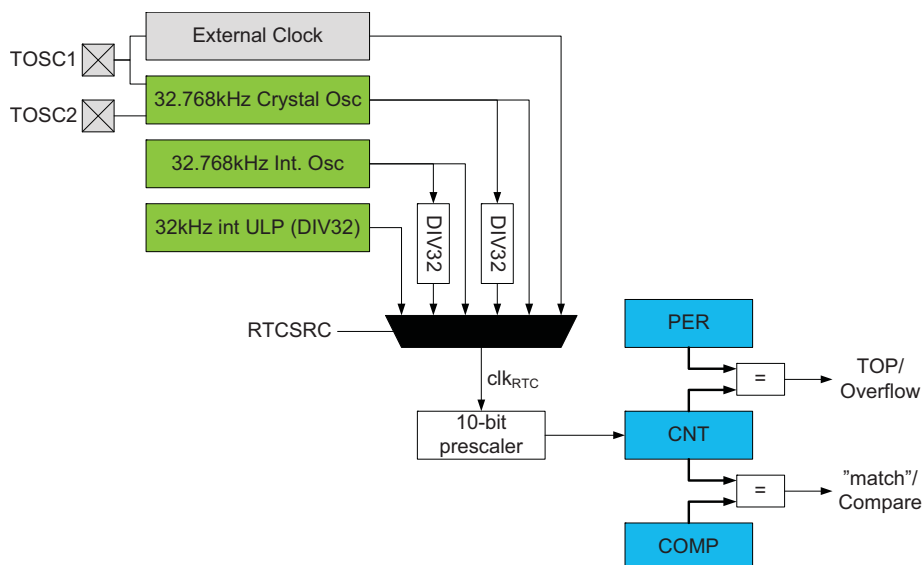 External Clock
TOSC1
32.768kHz Crystal Osc
TOSC2
32.768kHz Int. Osc
32kHz int ULP (DIV32)
DIV32
DIV32
RTCSRC
clkRTC
10-bit
prescaler
PER
=
TOP/
Overflow
CNT
=
"match"/
Compare
COMP